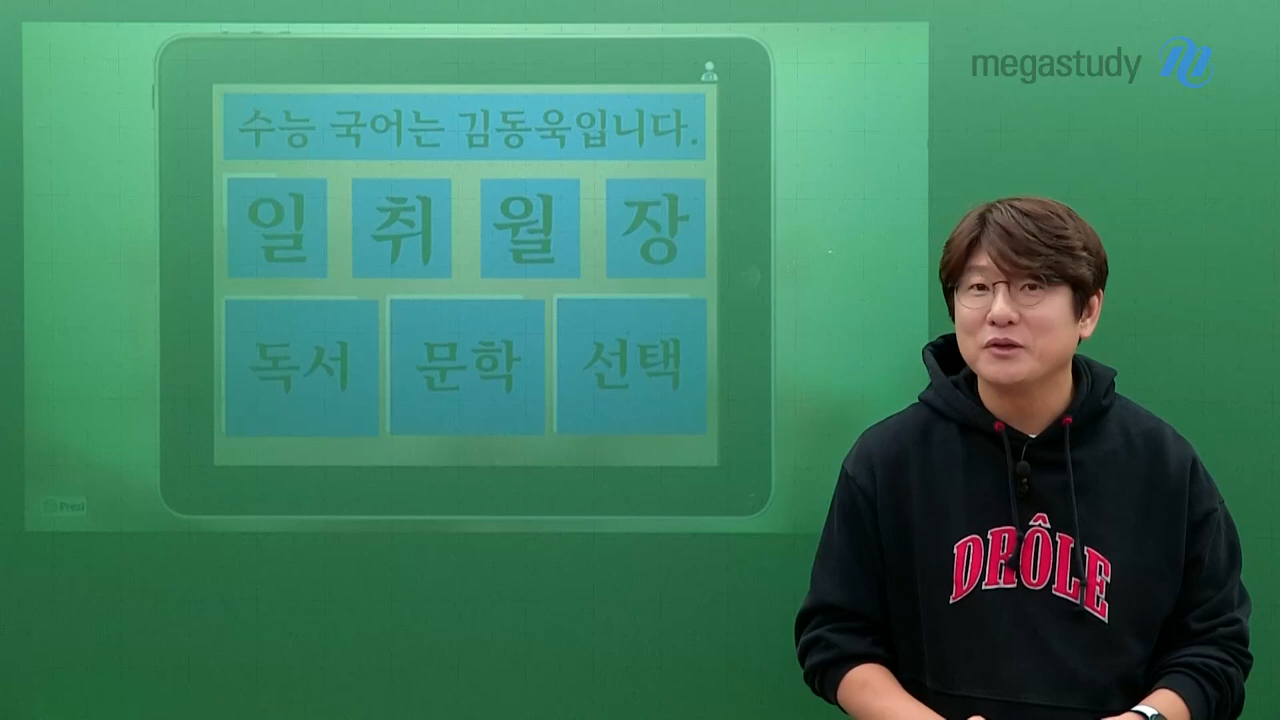 megastudy
수능 국어는 김동욱입니다.
일 취 월 장
독서 문학 선택
Prezi
DRÔLE